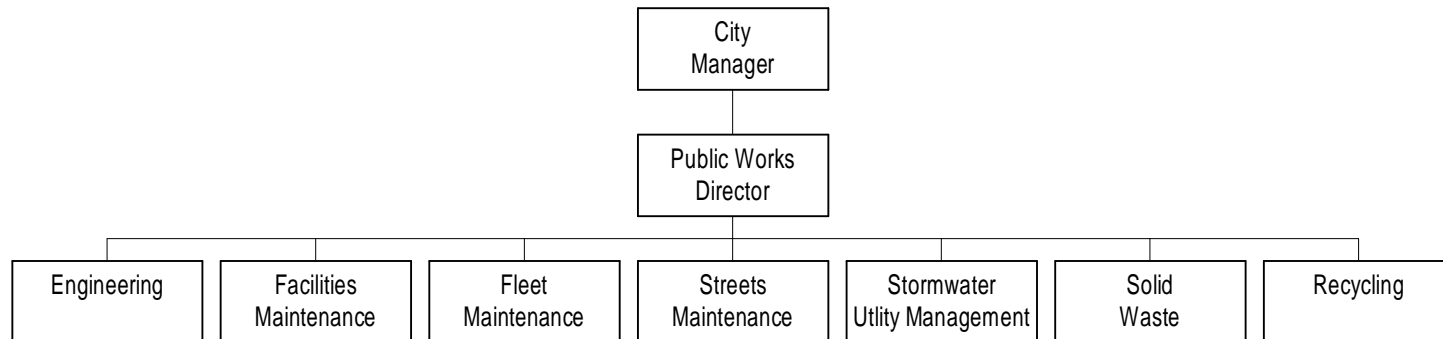 City
Manager
Public Works
Director
Engineering
Facilities
Maintenance
Fleet
Maintenance
Streets
Maintenance
Stormwater
Utlity Management
Solid
Waste
Recycling